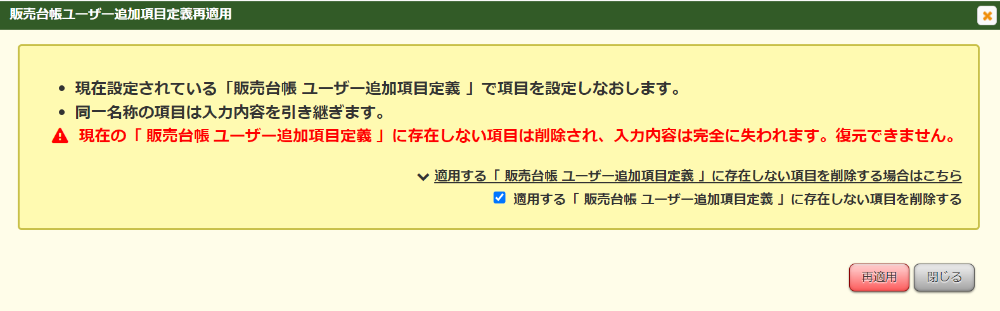 販売台帳ユーザー追加項目定義再適用
現在設定されている「販売台帳 ユーザー追加項目定義 」で項目を設定しなおします。
同一名称の項目は入力内容を引き継ぎます。
現在の「 販売台帳 ユーザー追加項目定義 」に存在しない項目は削除され、入力内容は完全に失われます。復元できません。
適用する「 販売台帳 ユーザー追加項目定義 」に存在しない項目を削除する場合はこちら
適用する「 販売台帳 ユーザー追加項目定義 」に存在しない項目を削除する
再適用 閉じる